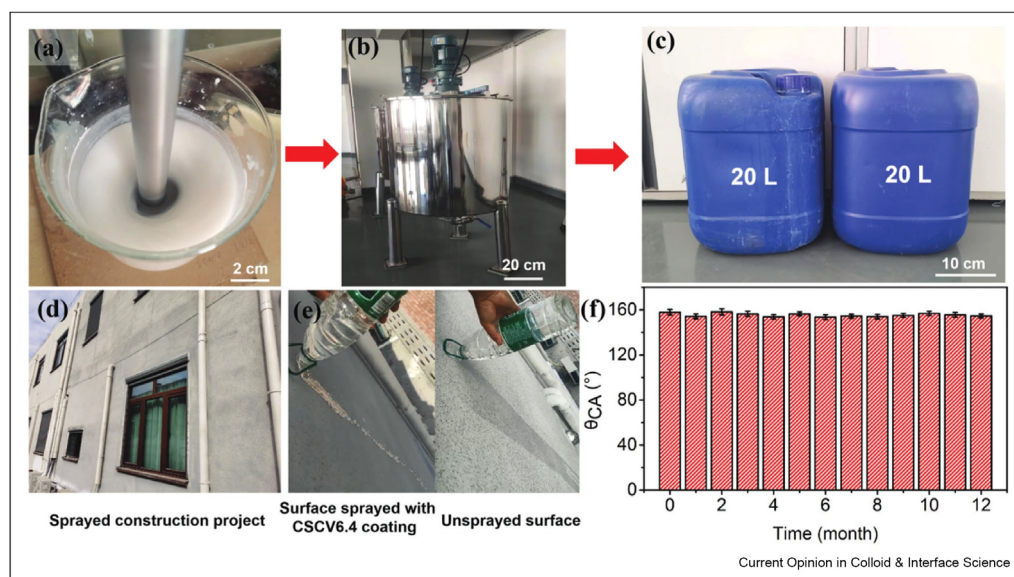 (a)
(b)
(c)
2 cm
20 cm
20 L
20 L
10 cm
(d)
(e)
(f)
Sprayed construction project
Surface sprayed with
CSCV6.4 coating
Unsprayed surface
160
120
80
40
0
θCA (°)
0 2 4 6 8 10 12
Time (month)
Current Opinion in Colloid & Interface Science